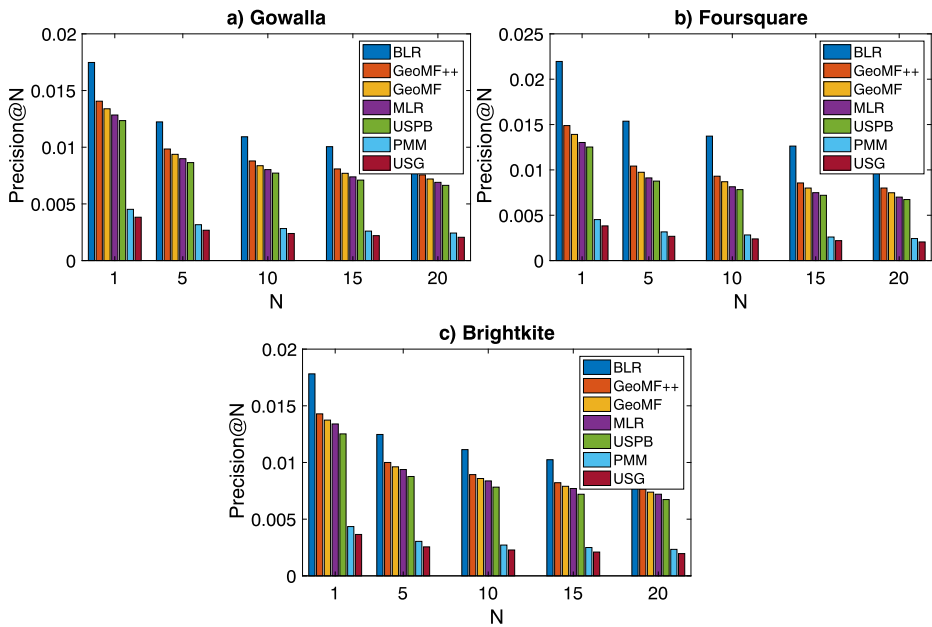 a) Gowalla
Precision@N
0.02
0.015
0.01
0.005
0
1 5 10 15 20
N
BLR
GeoMF++
GeoMF
MLR
USPB
PMM
USG
b) Foursquare
Precision@N
0.025
0.02
0.015
0.01
0.005
0
1 5 10 15 20
N
BLR
GeoMF++
GeoMF
MLR
USPB
PMM
USG
c) Brightkite
Precision@N
0.02
0.015
0.01
0.005
0
1 5 10 15 20
N
BLR
GeoMF++
GeoMF
MLR
USPB
PMM
USG